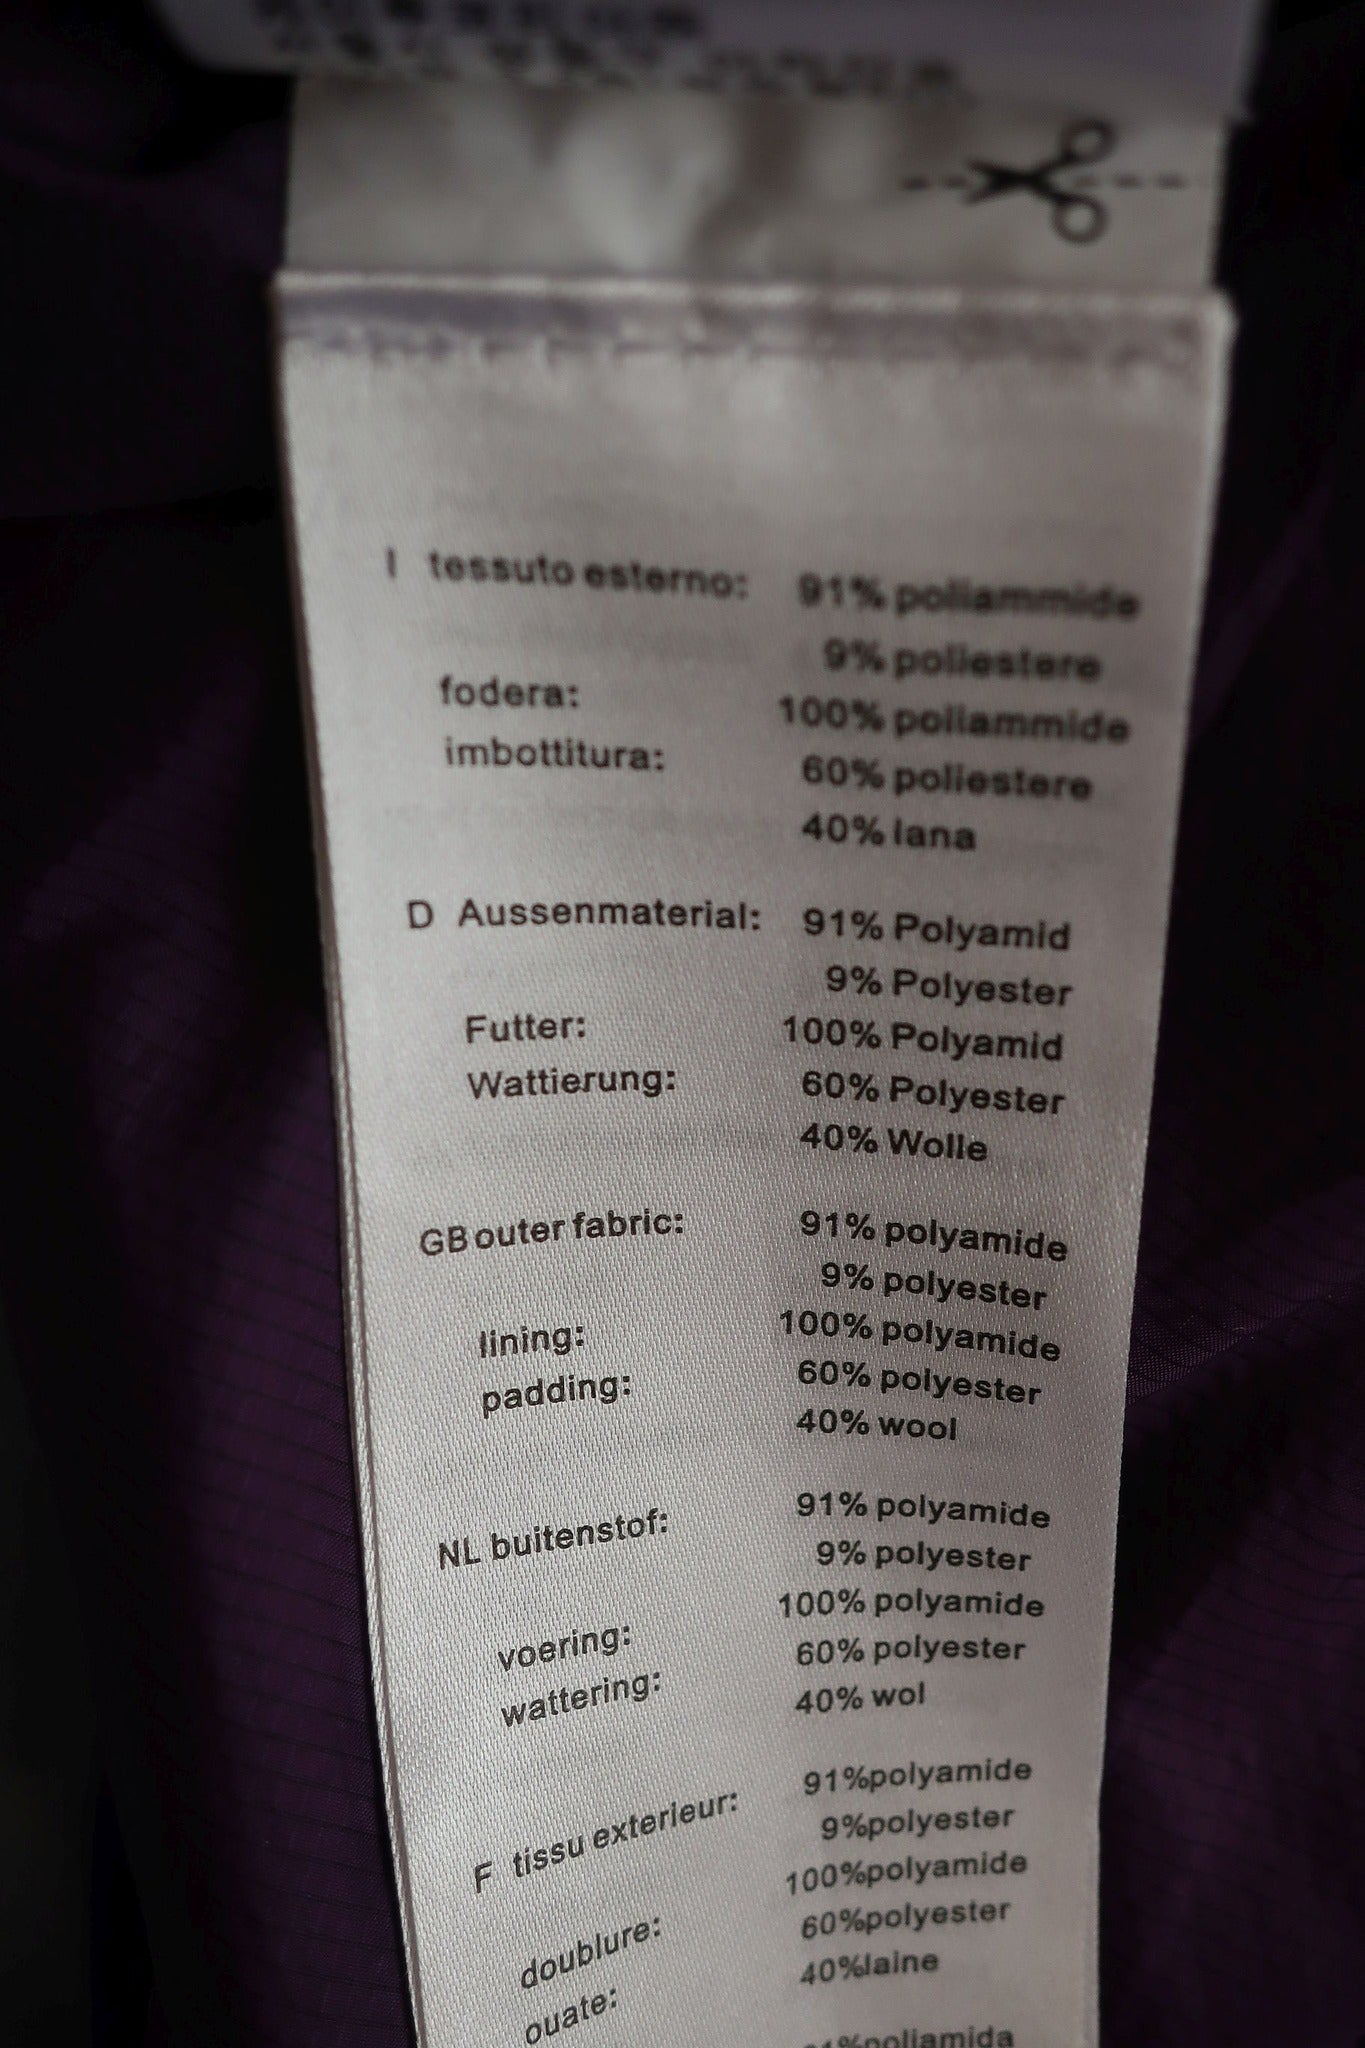 I tessuto esterno: 91% poliammide
9% poliestere
fodera: 100% poliammide
imbottitura: 60% poliestere
40% lana
D Aussenmaterial: 91% Polyamid
9% Polyester
Futter: 100% Polyamid
Wattierung: 60% Polyester
40% Wolle
GB outer fabric: 91% polyamide
9% polyester
lining: 100% polyamide
padding: 60% polyester
40% wool
NL buitenstof: 91% polyamide
9% polyester
voering: 100% polyamide
wattering: 60% polyester
40% wol
F tissu exterieur: 91%polyamide
9%polyester
doublure: 100%polyamide
ouate: 60%polyester
40%laine